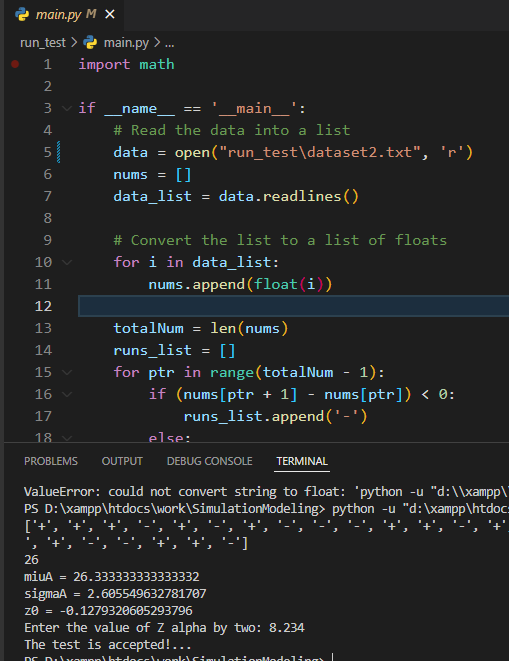 main.py M ×
run_test > main.py > ...
1 import math
2
3 if __name__ == '__main__':
4 # Read the data into a list
5 data = open("run_test\dataset2.txt", 'r')
6 nums = []
7 data_list = data.readlines()
8
9 # Convert the list to a list of floats
10 for i in data_list:
11 nums.append(float(i))
12
13 totalNum = len(nums)
14 runs_list = []
15 for ptr in range(totalNum - 1):
16 if (nums[ptr + 1] - nums[ptr]) < 0:
17 runs_list.append('-')
18 else:
PROBLEMS OUTPUT DEBUG CONSOLE TERMINAL
ValueError: could not convert string to float: 'python -u "d:\\xampp\\
PS D:\xampp\htdocs\work\SimulationModeling> python -u "d:\xampp\htdocs
['+', '+', '+', '-', '+', '-', '+', '-', '-', '-', '+', '+', '-', '+'
', '+', '-', '-', '+', '+', '-']
26
miuA = 26.333333333333332
sigmaA = 2.605549632781707
z0 = -0.1279320605293796
Enter the value of Z alpha by two: 8.234
The test is accepted!...
PS D:\xampp\htdocs\work\SimulationModeling>